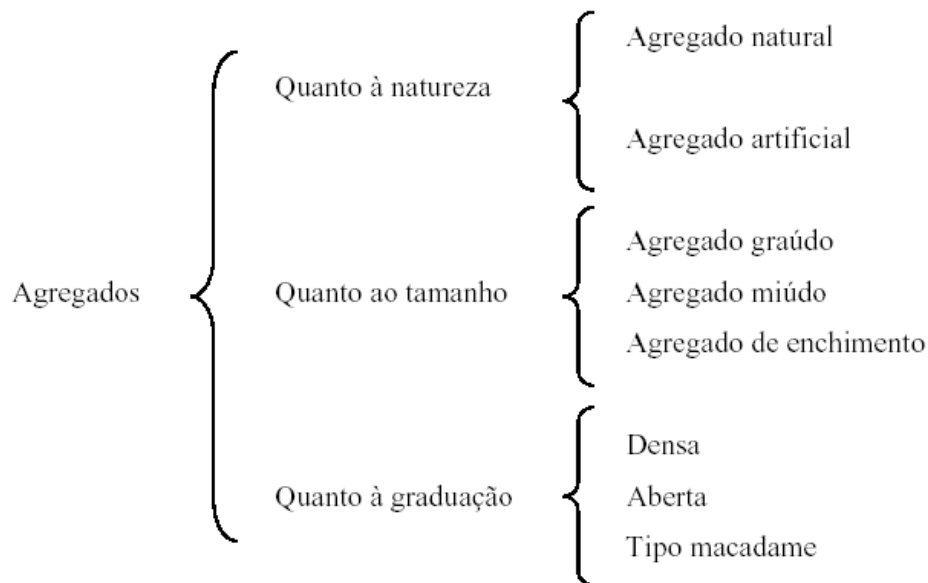 Agregados
Quanto à natureza
Agregado natural
Agregado artificial
Quanto ao tamanho
Agregado graúdo
Agregado miúdo
Agregado de enchimento
Quanto à graduação
Densa
Aberta
Tipo macadame